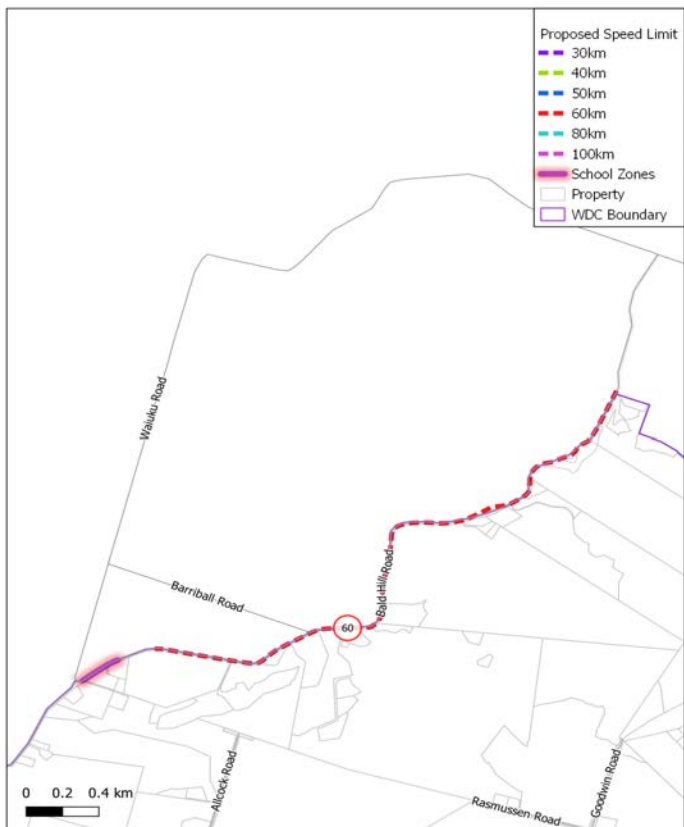 Proposed Speed Limit
30km
40km
50km
60km
80km
100km
School Zones
Property
WDC Boundary
Waiuku Road
Bald Hill Road
Barriball Road
60
Allcock Road
Goodwin Road
Rasmussen Road
0 0.2 0.4 km